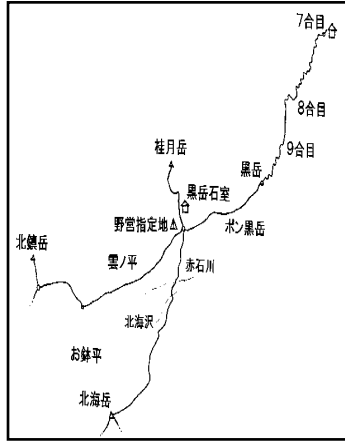 7合目
8合目
9合目
桂月岳
黒岳
黒岳石室
野営指定地
ポン黒岳
北鎮岳
雲ノ平
赤石川
北海沢
お鉢平
北海岳